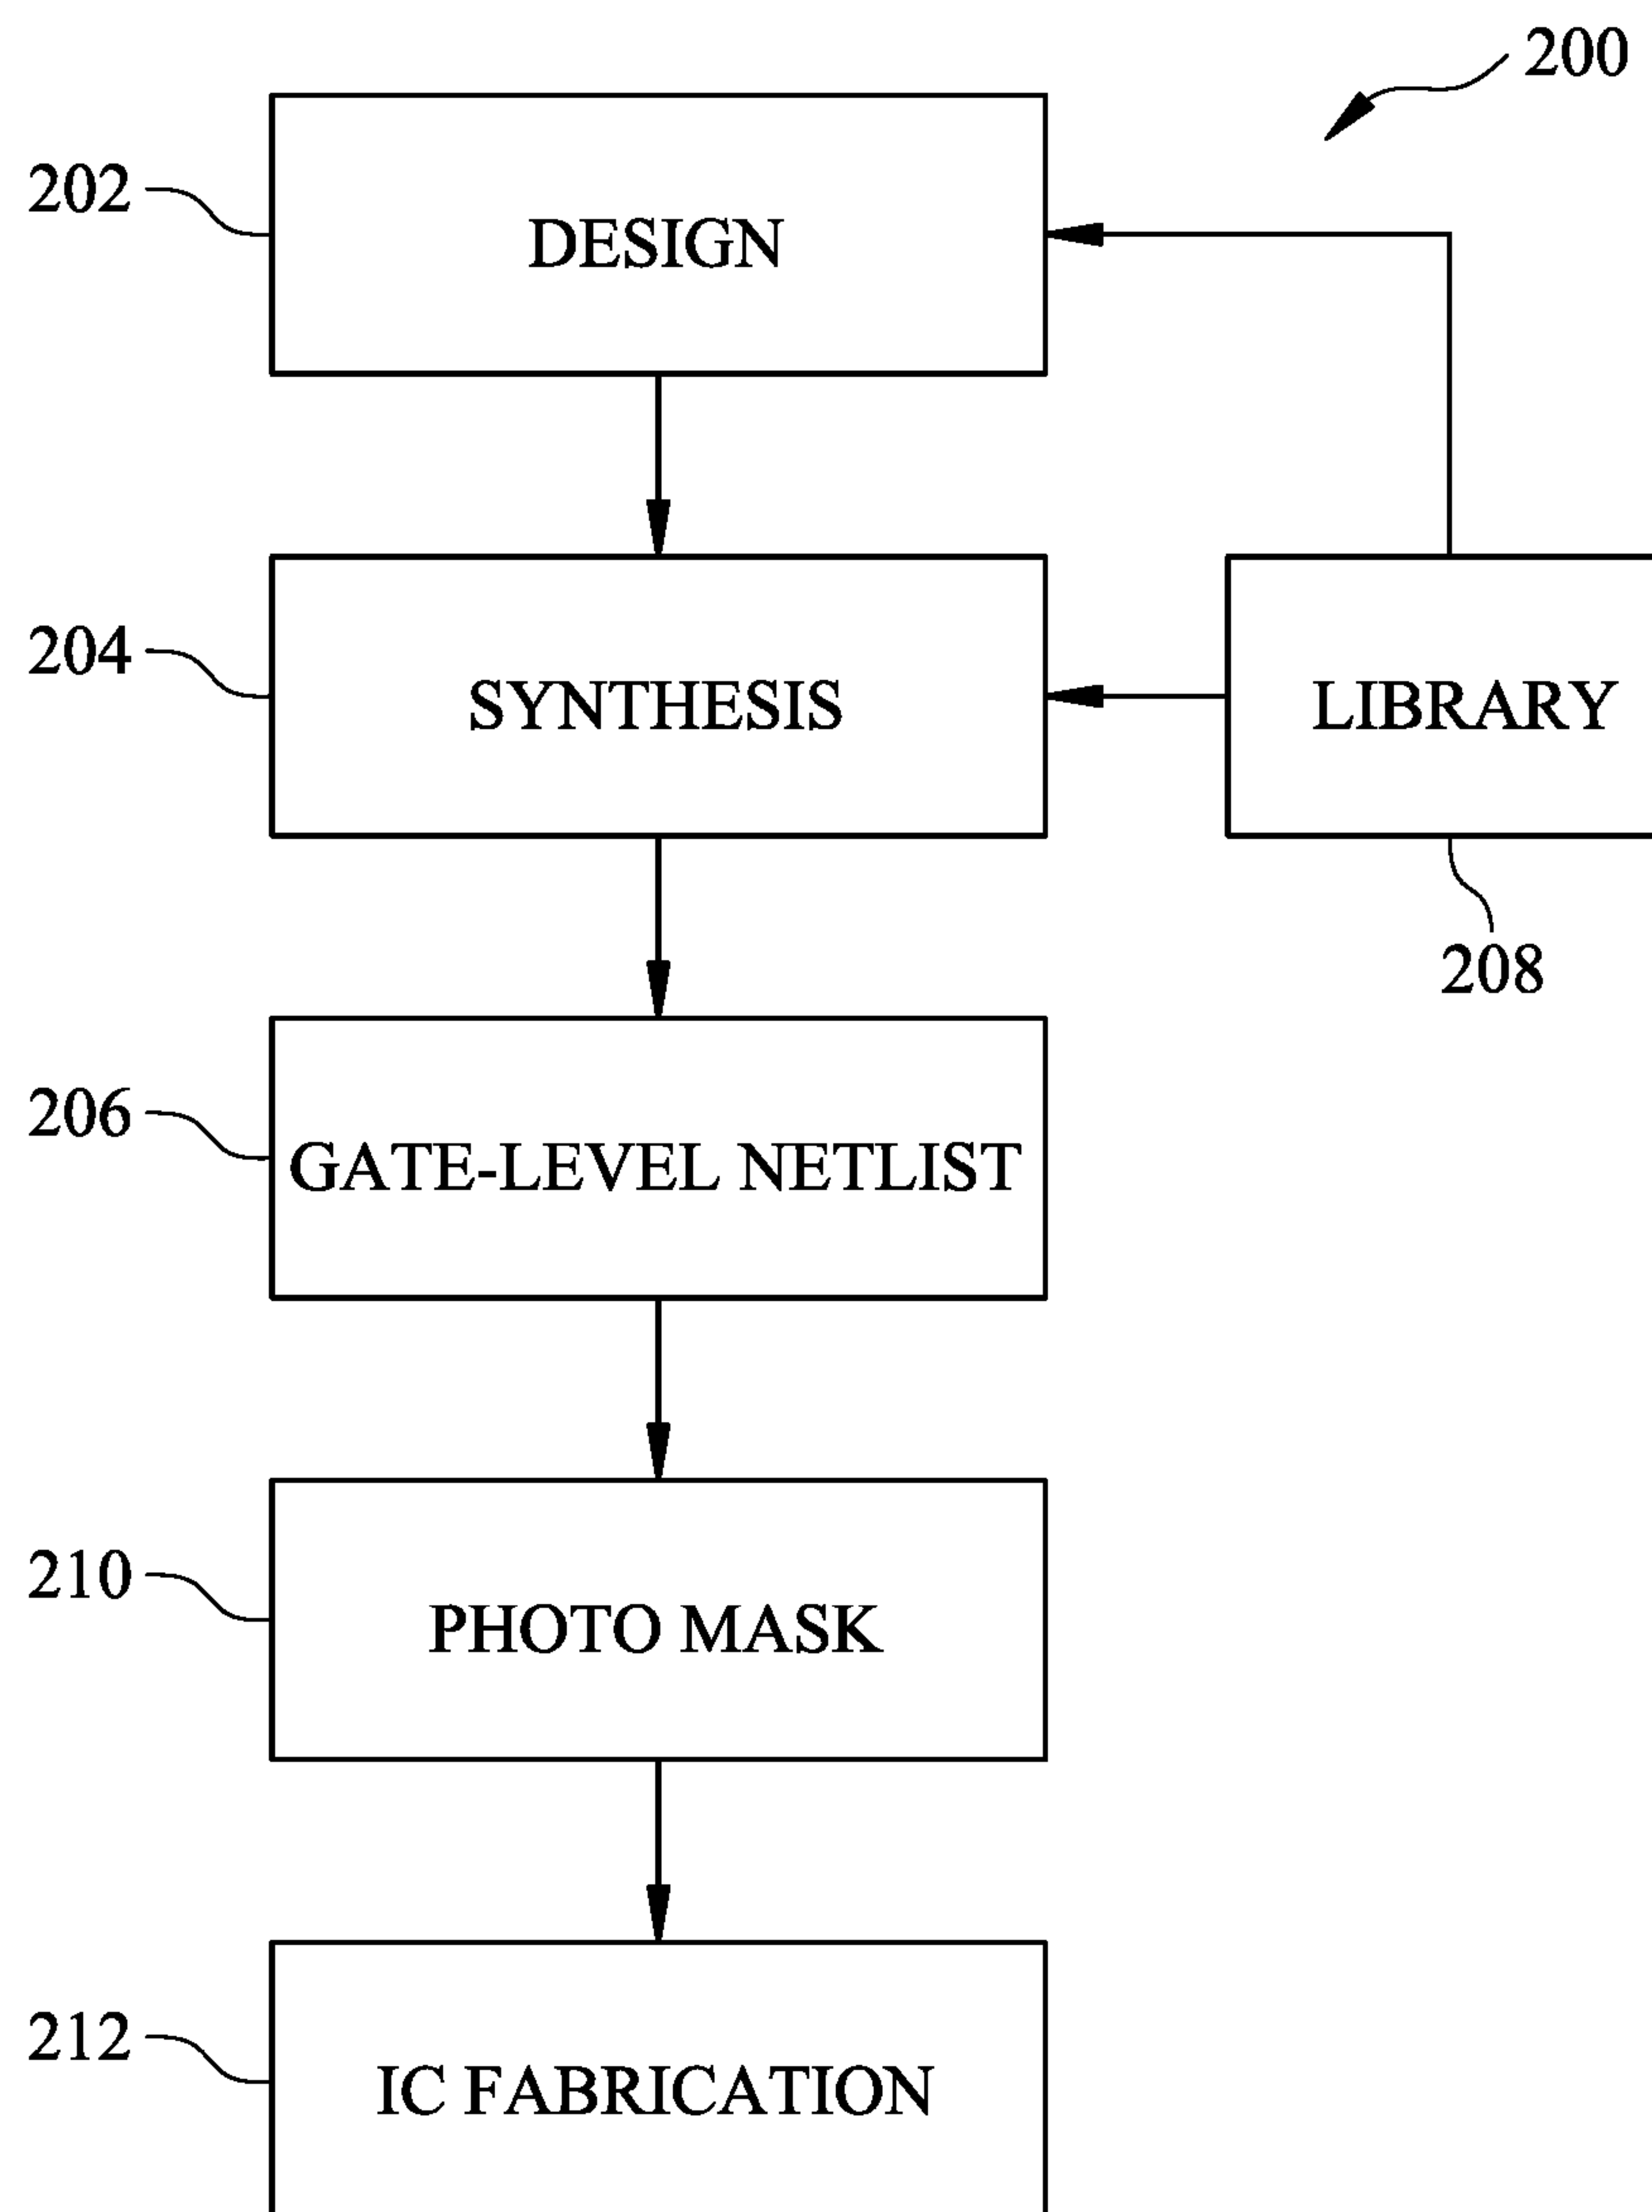 200
202
DESIGN
204
SYNTHESIS
LIBRARY
208
206
GATE-LEVEL NETLIST
210
PHOTO MASK
212
IC FABRICATION